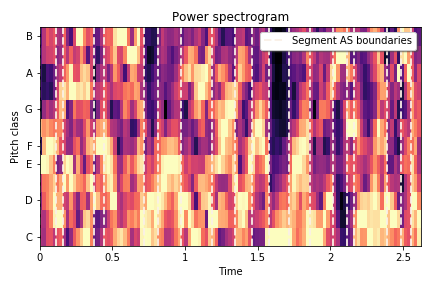 Power spectrogram
Segment AS boundaries
Pitch class
B
A
G
F
E
D
C
0
0.5
1
1.5
2
2.5
Time